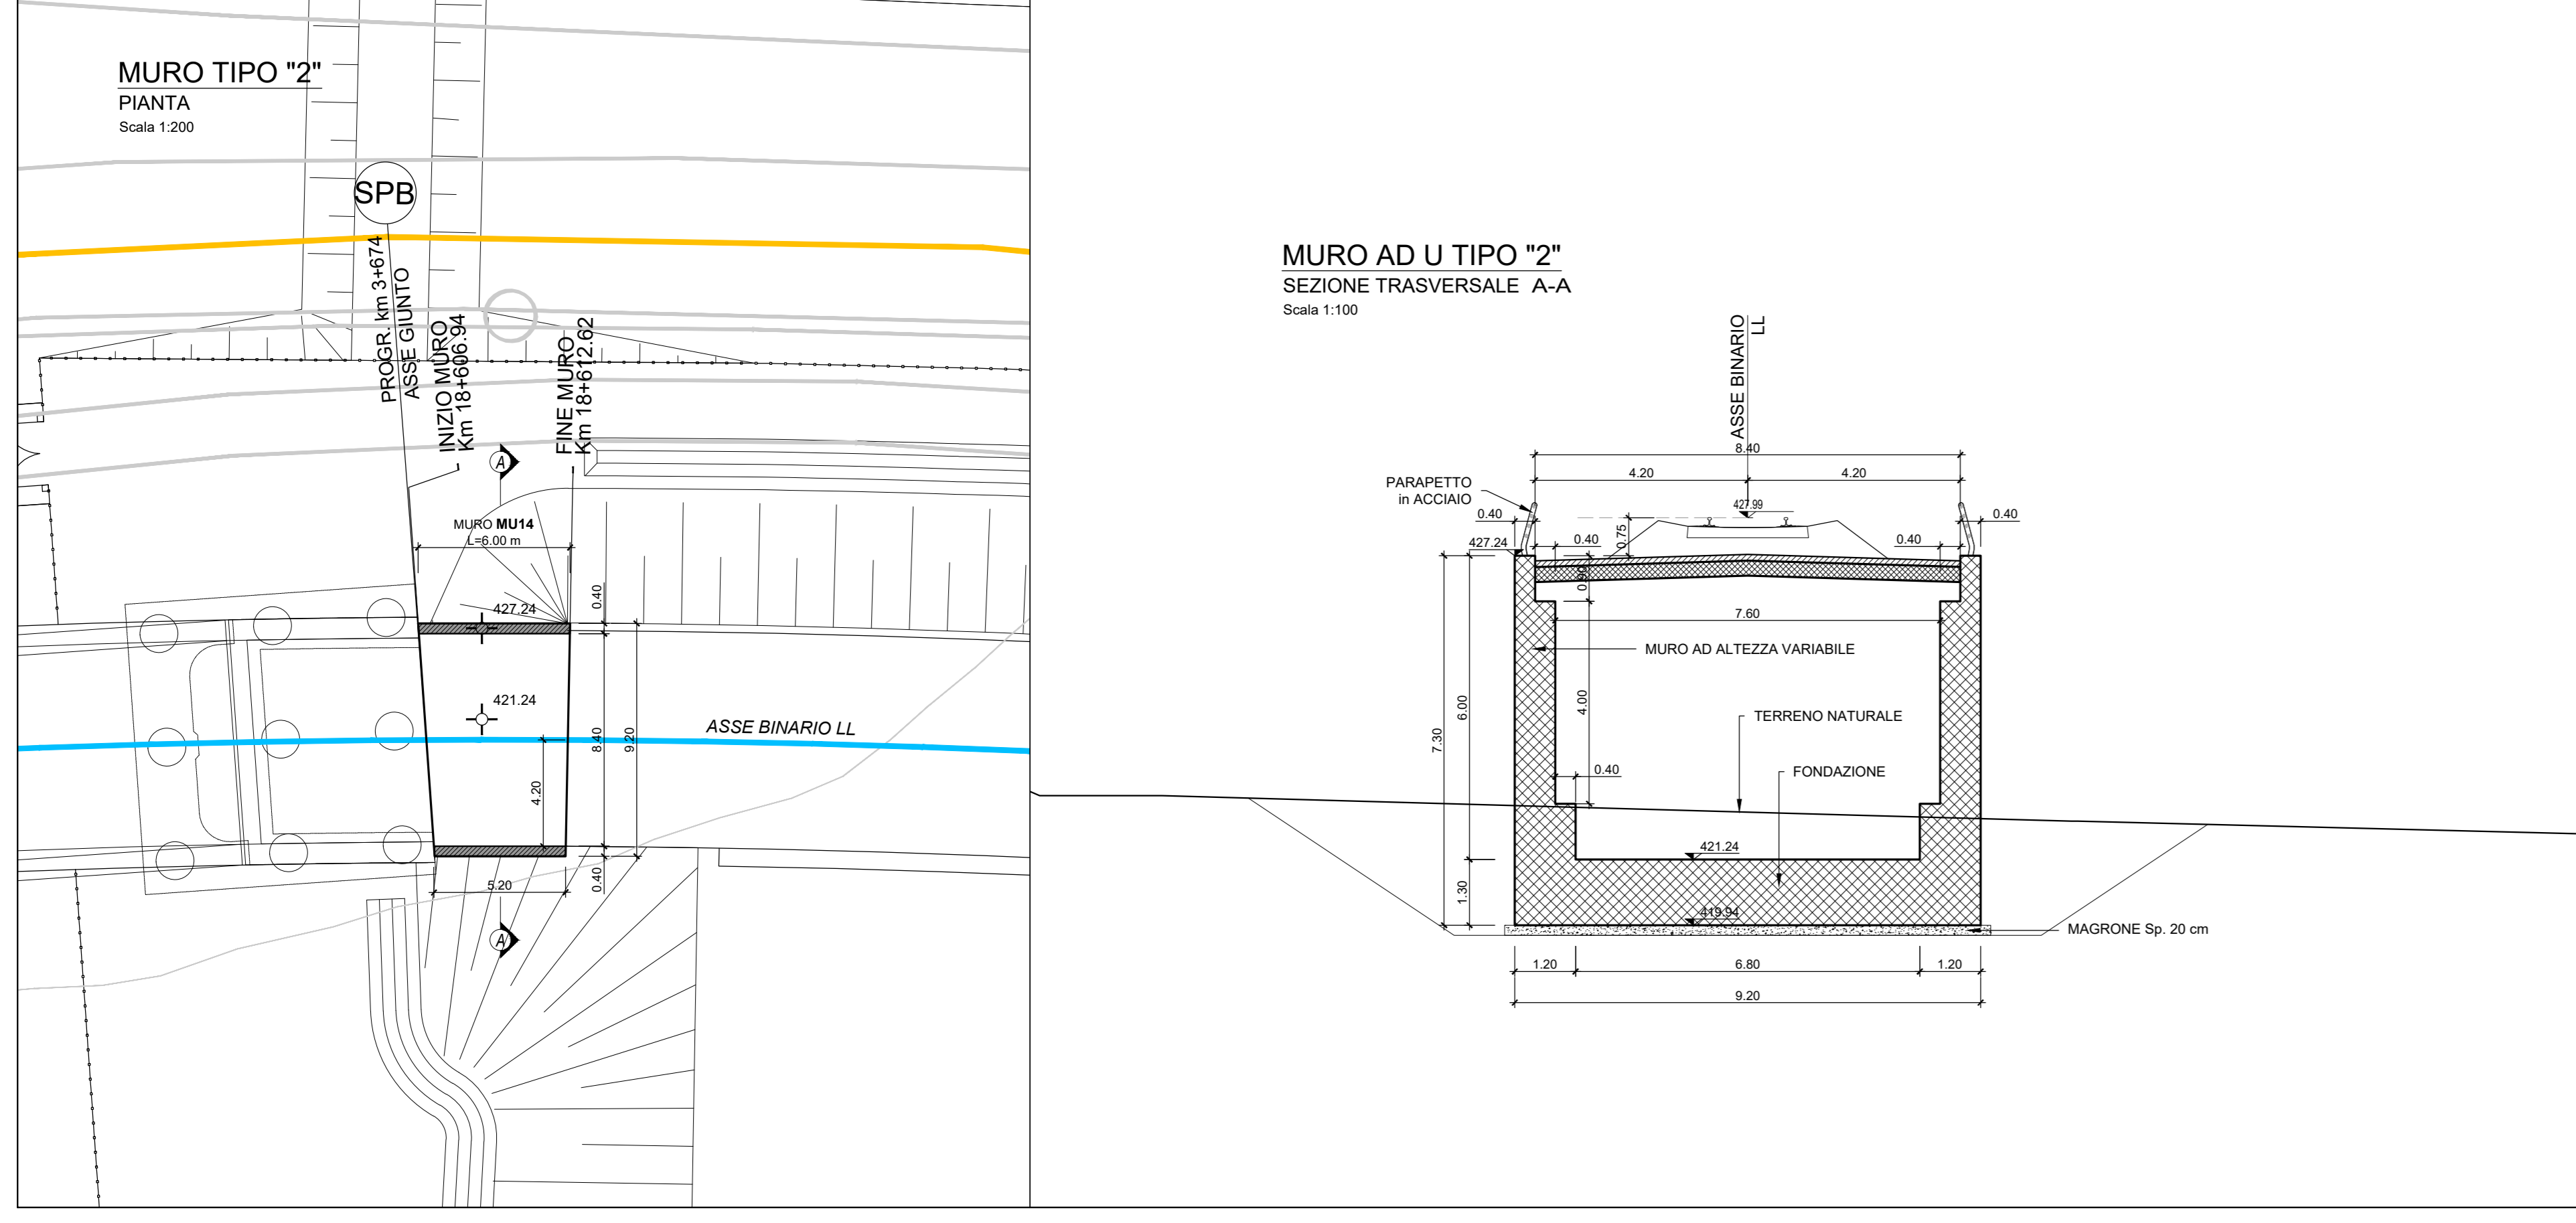 MURO TIPO "2"
PIANTA
Scala 1:200
SPB
PROGR. km 3+674
ASSE GIUNTO
INIZIO MURO
Km 18+606.94
FINE MURO
Km 18+612.62
A
MURO MU14
L=6.00 m
427.24
0.40
421.24
8.40
9.20
ASSE BINARIO LL
4.20
5.20
0.40
A
MURO AD U TIPO "2"
SEZIONE TRASVERSALE A-A
Scala 1:100
ASSE BINARIO
LL
8.40
4.20
4.20
PARAPETTO
in ACCIAIO
427.99
0.40
0.40
0.75
427.24
0.40
0.40
0.90
7.60
MURO AD ALTEZZA VARIABILE
4.00
6.00
7.30
TERRENO NATURALE
0.40
FONDAZIONE
421.24
1.30
419.94
MAGRONE Sp. 20 cm
1.20
6.80
1.20
9.20